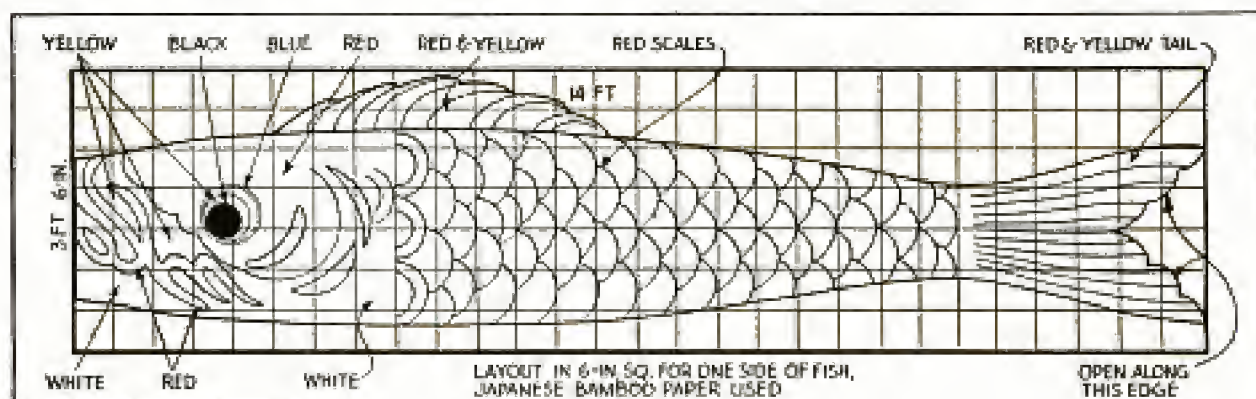 YELLOW BLACK BLUE RED RED & YELLOW RED SCALES RED & YELLOW TAIL
14 FT
3 FT 6-IN.
WHITE RED WHITE
LAYOUT IN 6-IN SQ. FOR ONE SIDE OF FISH,
JAPANESE BAMBOO PAPER USED
OPEN ALONG
THIS EDGE